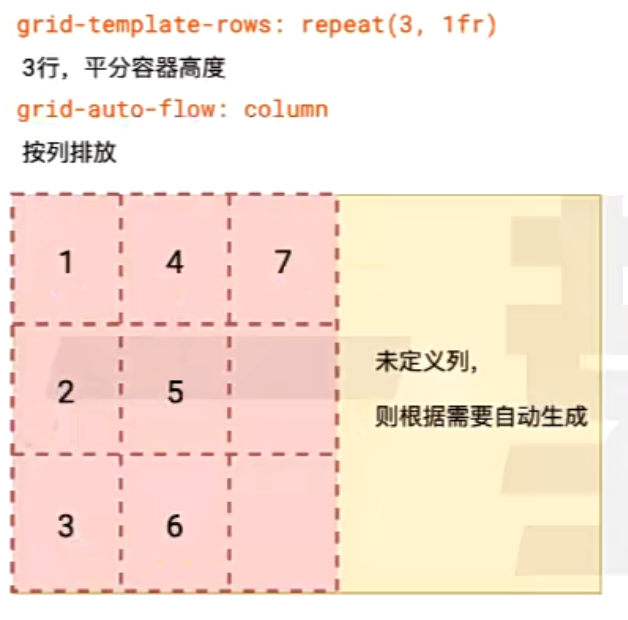 grid-template-rows: repeat(3, 1fr)
3行，平分容器高度
grid-auto-flow: column
按列排放
1 4 7
2 5
3 6
未定义列，
则根据需要自动生成